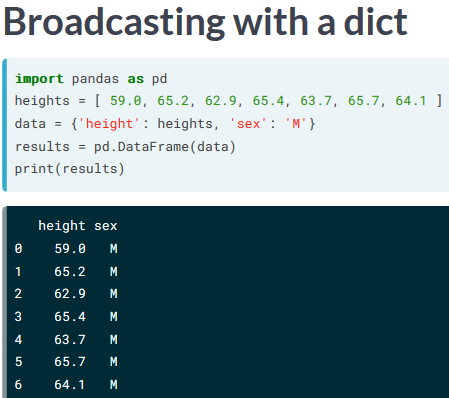 Broadcasting with a dict
import pandas as pd
heights = [ 59.0, 65.2, 62.9, 65.4, 63.7, 65.7, 64.1 ]
data = {'height': heights, 'sex': 'M'}
results = pd.DataFrame(data)
print(results)
height sex
0 59.0 M
1 65.2 M
2 62.9 M
3 65.4 M
4 63.7 M
5 65.7 M
6 64.1 M